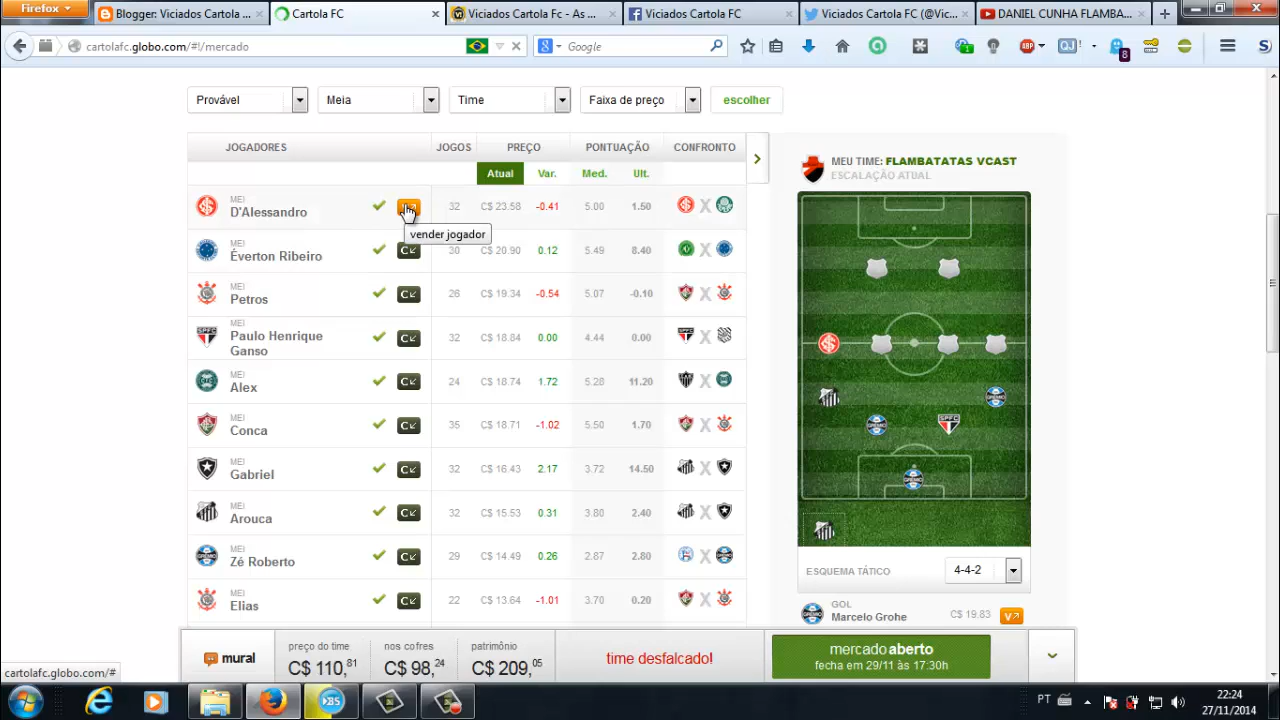 Firefox
Blogger: Viciados Cartola ...
Cartola FC
Viciados Cartola Fc - As ...
Viciados Cartola FC
Viciados Cartola FC (@Vic...
DANIEL CUNHA FLAMBA...
cartolafc.globo.com/#!/mercado
Google
ABP
QJ
8
Provável
Meia
Time
Faixa de preço
escolher
JOGADORES
JOGOS
PREÇO
PONTUAÇÃO
CONFRONTO
Atual
Var.
Med.
Ult.
MEI
D'Alessandro
32
C$ 23.58
-0.41
5.00
1.50
X
vender jogador
MEI
Éverton Ribeiro
C
30
C$ 20.90
0.12
5.49
8.40
X
MEI
Petros
C
26
C$ 19.34
-0.54
5.07
-0.10
X
MEI
Paulo Henrique
Ganso
C
32
C$ 18.84
0.00
4.44
0.00
X
MEI
Alex
C
24
C$ 18.74
1.72
5.28
11.20
X
MEI
Conca
C
35
C$ 18.71
-1.02
5.50
1.70
X
MEI
Gabriel
C
32
C$ 16.43
2.17
3.72
14.50
X
MEI
Arouca
C
32
C$ 15.53
0.31
3.80
2.40
X
MEI
Zé Roberto
C
29
C$ 14.49
0.26
2.87
2.80
X
MEI
Elias
C
22
C$ 13.64
-1.01
3.70
0.20
X
MEU TIME: FLAMBATATAS VCAST
ESCALAÇÃO ATUAL
ESQUEMA TÁTICO
4-4-2
GOL
Marcelo Grohe
C$ 19.83
V
mural
preço do time
C$ 110,81
nos cofres
C$ 98,24
patrimônio
C$ 209,05
time desfalcado!
mercado aberto
fecha em 29/11 às 17:30h
cartolafc.globo.com/#
PT
22:24
27/11/2014